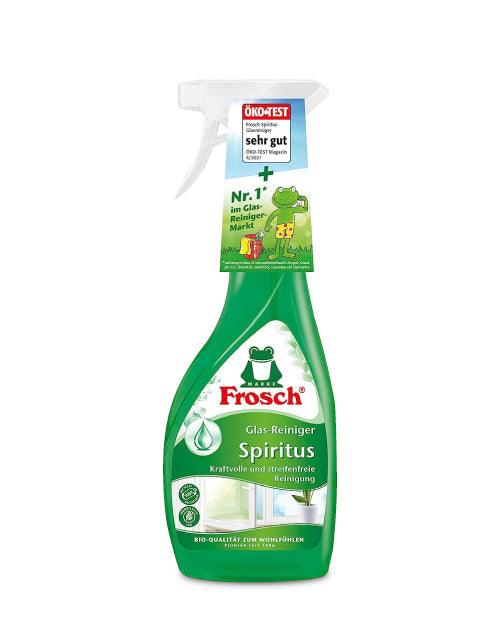 ÖKO-TEST
Frosch Spiritus
Glasreiniger
sehr gut
ÖKO-TEST Magazin
6/2021
+
Nr.1*
im Glas-
Reiniger-
Markt
MARKE
Frosch®
Glas-Reiniger
Spiritus
Kraftvolle und streifenfreie
Reinigung
BIO-QUALITÄT ZUM WOHLFÜHLEN
PIONIER SEIT 1986